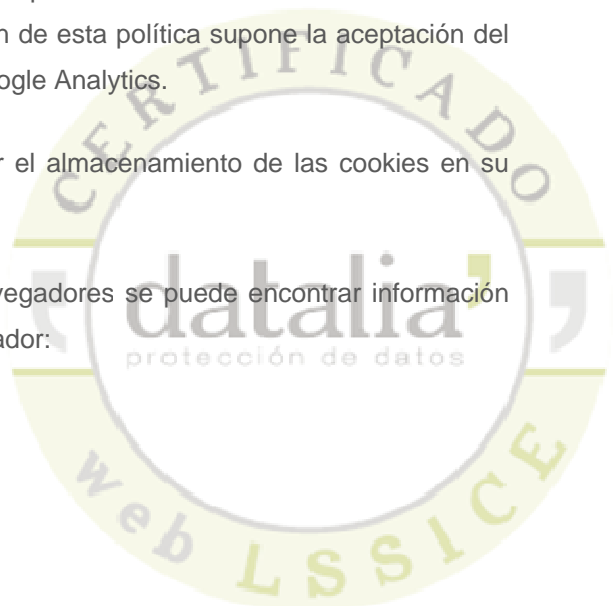 n de esta política supone la aceptación del
ogle Analytics.
r el almacenamiento de las cookies en su
vegadores se puede encontrar información
ador:
CERTIFICADO
datalia
protección de datos
web LSSICE